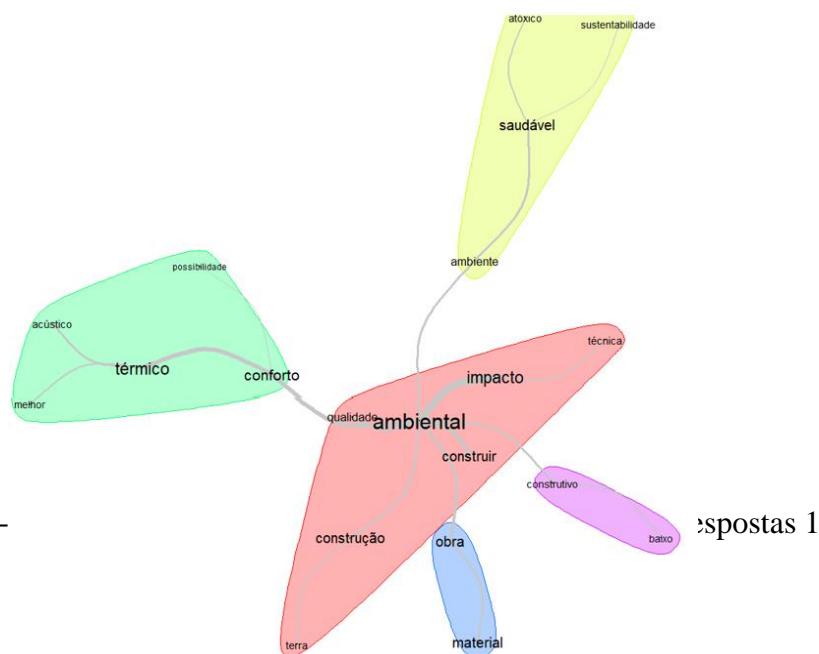 atóxico
sustentabilidade
saudável
ambiente
possibilidade
acústico
térmico
conforto
melhor
técnica
impacto
qualidade
ambiental
construir
construtivo
construção
obra
baixo
terra
material
– 1